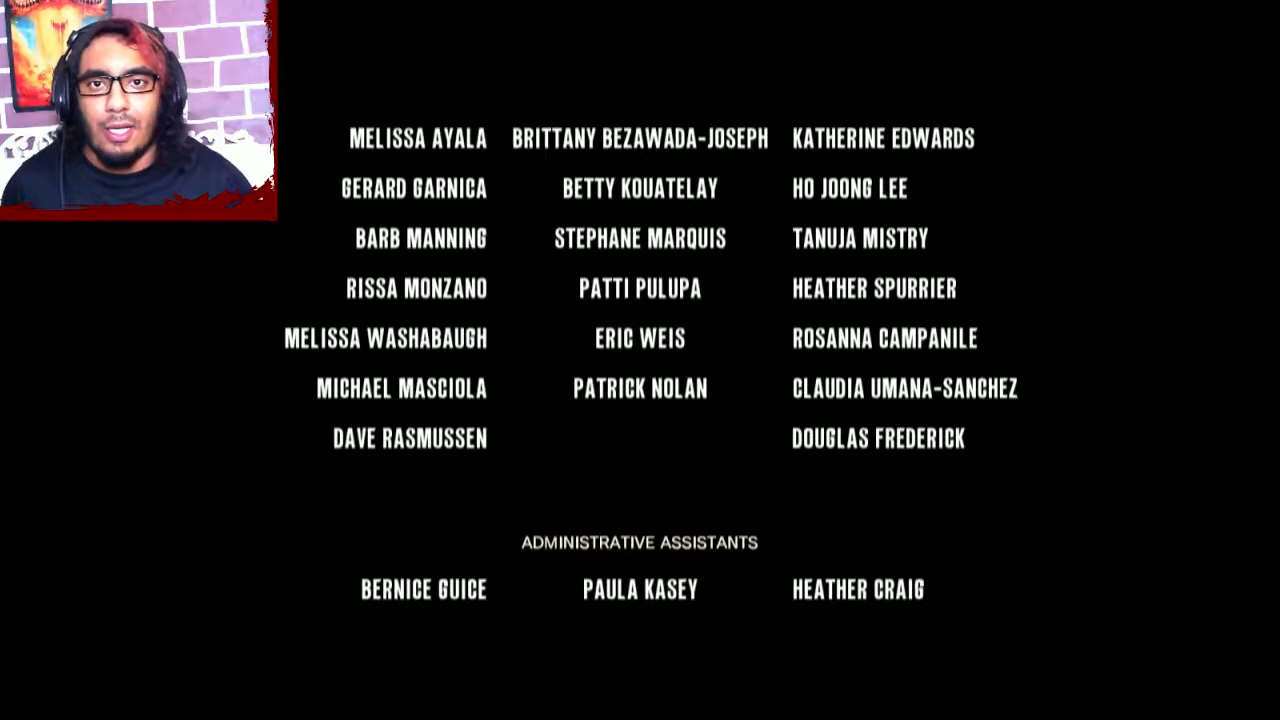 MELISSA AYALA BRITTANY BEZAWADA-JOSEPH KATHERINE EDWARDS
GERARD GARNICA BETTY KOUATELAY HO JOONG LEE
BARB MANNING STEPHANE MARQUIS TANUJA MISTRY
RISSA MONZANO PATTI PULUPA HEATHER SPURRIER
MELISSA WASHABAUGH ERIC WEIS ROSANNA CAMPANILE
MICHAEL MASCIOLA PATRICK NOLAN CLAUDIA UMANA-SANCHEZ
DAVE RASMUSSEN DOUGLAS FREDERICK
ADMINISTRATIVE ASSISTANTS
BERNICE GUICE PAULA KASEY HEATHER CRAIG